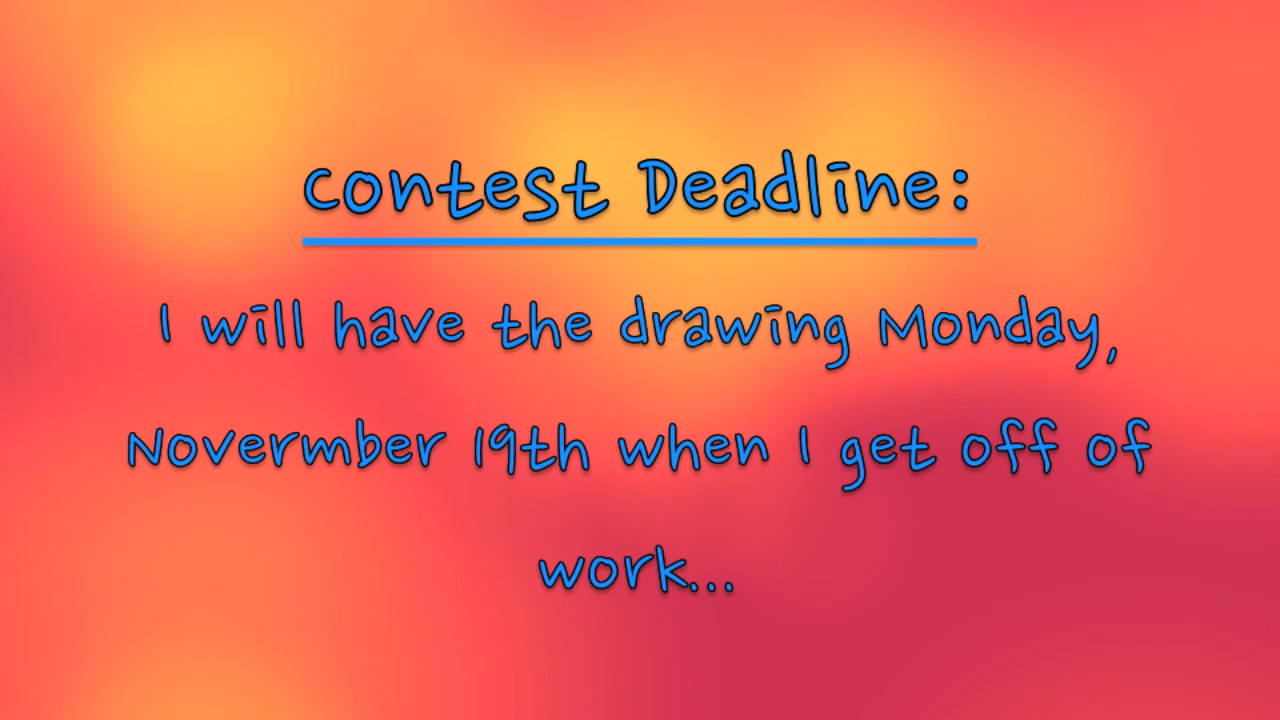 Contest Deadline:
I will have the drawing Monday,
Novermber 19th when I get off of
work...